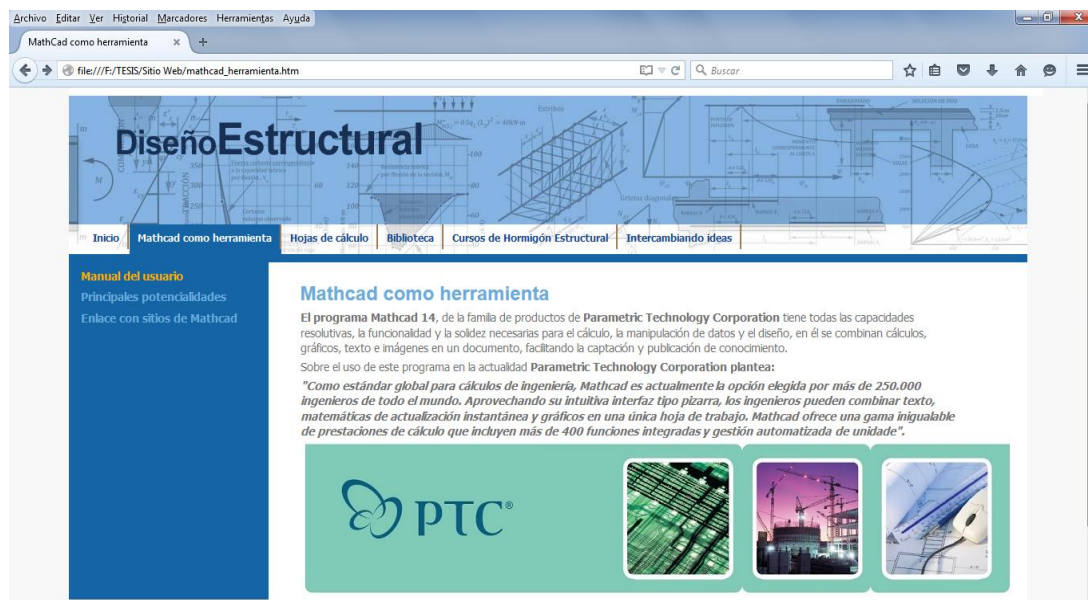 Archivo Editar Ver Historial Marcadores Herramientas Ayuda
MathCad como herramienta × +
file:///F:/TESIS/Sitio Web/mathcad_herramienta.htm
Buscar
DiseñoEstructural
Inicio Mathcad como herramienta Hojas de cálculo Biblioteca Cursos de Hormigón Estructural Intercambiando ideas
Manual del usuario
Principales potencialidades
Enlace con sitios de Mathcad
Mathcad como herramienta
El programa Mathcad 14, de la familia de productos de Parametric Technology Corporation tiene todas las capacidades
resolutivas, la funcionalidad y la solidez necesarias para el cálculo, la manipulación de datos y el diseño, en él se combinan cálculos,
gráficos, texto e imágenes en un documento, facilitando la captación y publicación de conocimiento.
Sobre el uso de este programa en la actualidad Parametric Technology Corporation plantea:
"Como estándar global para cálculos de ingeniería, Mathcad es actualmente la opción elegida por más de 250.000
ingenieros de todo el mundo. Aprovechando su intuitiva interfaz tipo pizarra, los ingenieros pueden combinar texto,
matemáticas de actualización instantánea y gráficos en una única hoja de trabajo. Mathcad ofrece una gama inigualable
de prestaciones de cálculo que incluyen más de 400 funciones integradas y gestión automatizada de unidade".
PTC®